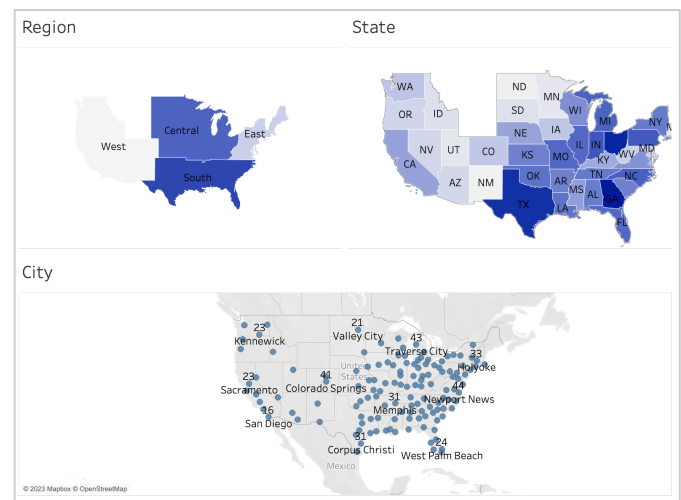 Region
State
West
Central
East
South
WA
OR
ID
CA
NV
UT
AZ
CO
NM
ND
SD
NE
KS
OK
TX
MN
IA
MO
AR
LA
WI
IL
IN
MI
KY
TN
MS
AL
GA
FL
NC
WV
MD
NY
City
23
Kennewick
21
Valley City
43
Traverse City
33
Holyoke
United
States
23
Sacramento
41
Colorado Springs
44
Newport News
31
Memphis
16
San Diego
31
Corpus Christi
24
West Palm Beach
Mexico
© 2023 Mapbox © OpenStreetMap